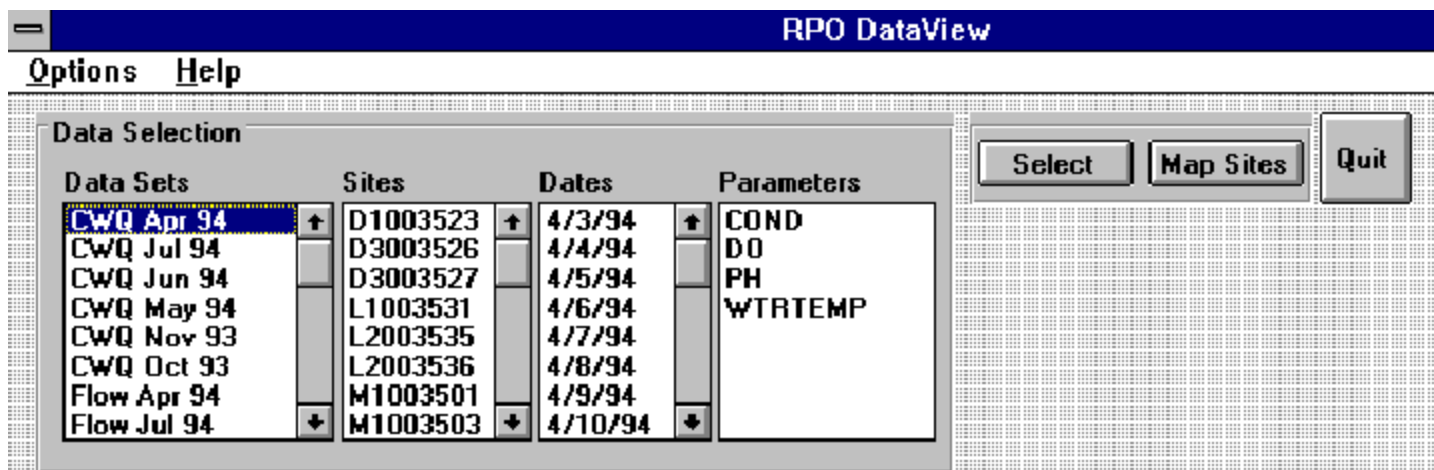 RPO DataView
Options Help
Data Selection
Select Map Sites Quit
Data Sets Sites Dates Parameters
CWQ Apr 94 D1003523 4/3/94 COND
CWQ Jul 94 D3003526 4/4/94 DO
CWQ Jun 94 D3003527 4/5/94 PH
CWQ May 94 L1003531 4/6/94 WTRTEMP
CWQ Nov 93 L2003535 4/7/94
CWQ Oct 93 L2003536 4/8/94
Flow Apr 94 M1003501 4/9/94
Flow Jul 94 M1003503 4/10/94